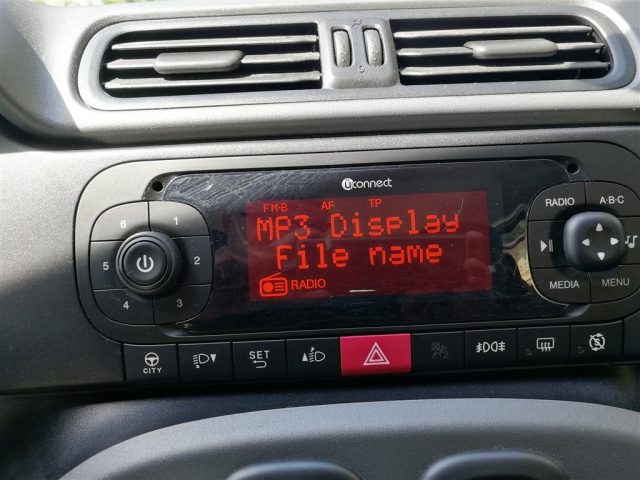 uconnect
FM-B AF TP
MP3 Display
File name
RADIO
6 1
5 2
4 3
RADIO A·B·C
MEDIA MENU
CITY
SET